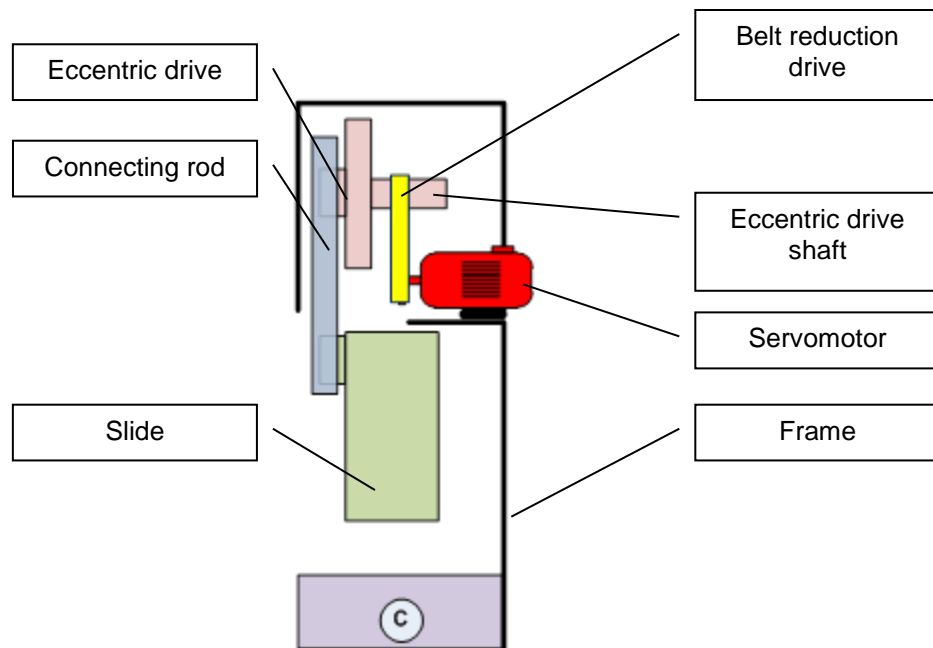 Eccentric drive
Belt reduction
drive
Connecting rod
Eccentric drive
shaft
Servomotor
Slide
Frame
C